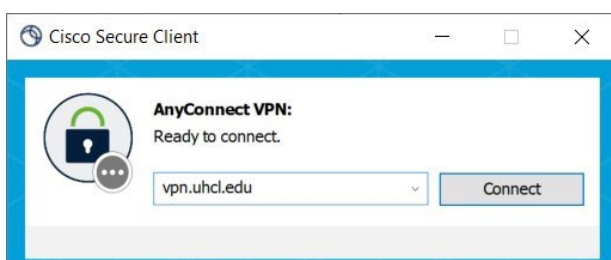 Cisco Secure Client
AnyConnect VPN:
Ready to connect.
vpn.uhcl.edu
Connect